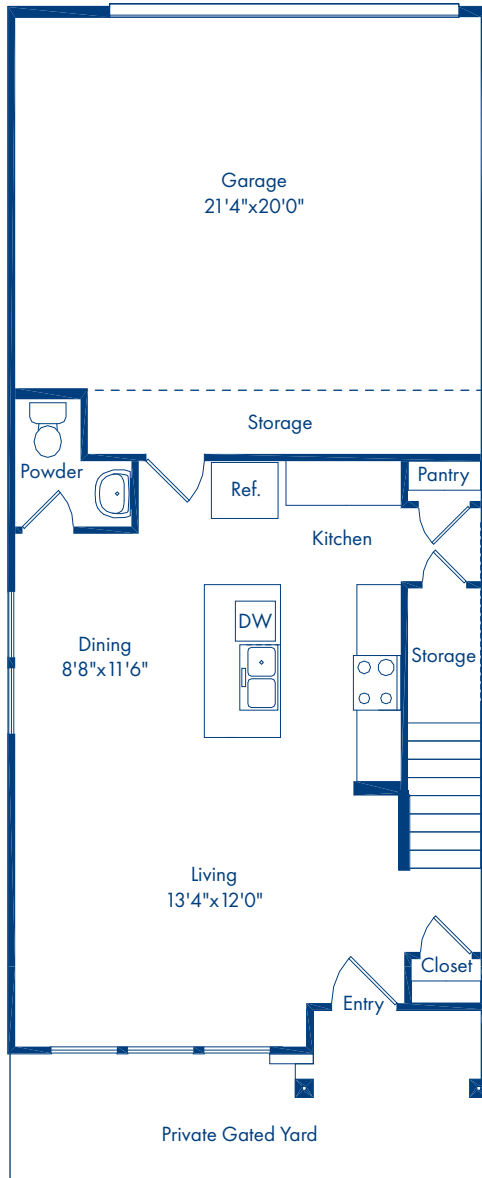 Garage
21'4"x20'0"
Storage
Powder
Ref.
Pantry
Kitchen
DW
Dining
8'8"x11'6"
Storage
Living
13'4"x12'0"
Closet
Entry
Private Gated Yard